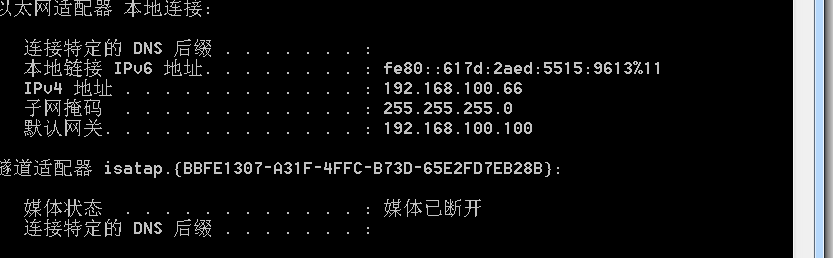 以太网适配器 本地连接:
连接特定的 DNS 后缀 . . . . . . . :
本地链接 IPv6 地址. . . . . . . . : fe80::617d:2aed:5515:9613%11
IPv4 地址 . . . . . . . . . . . . : 192.168.100.66
子网掩码 . . . . . . . . . . . . : 255.255.255.0
默认网关. . . . . . . . . . . . . : 192.168.100.100
隧道适配器 isatap.{BBFE1307-A31F-4FFC-B73D-65E2FD7EB28B}:
媒体状态 . . . . . . . . . . . . : 媒体已断开
连接特定的 DNS 后缀 . . . . . . . :